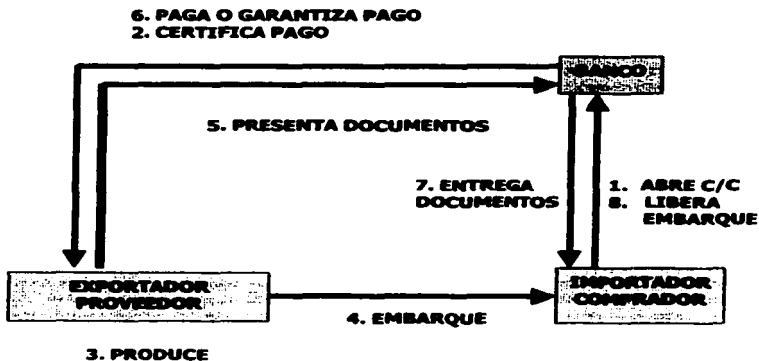 6. PAGA O GARANTIZA PAGO
2. CERTIFICA PAGO
BANCO
5. PRESENTA DOCUMENTOS
7. ENTREGA
DOCUMENTOS
1. ABRE C/C
8. LIBERA
EMBARQUE
EXPORTADOR
PROVEEDOR
IMPORTADOR
COMPRADOR
4. EMBARQUE
3. PRODUCE